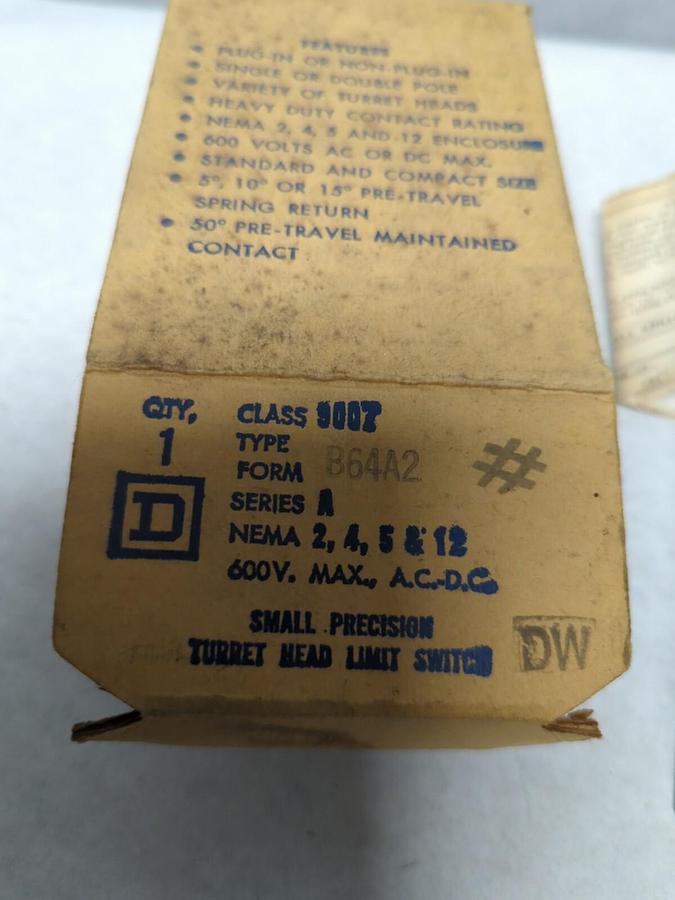 FEATURES
• PLUG-IN OR NON-PLUG-IN
• SINGLE OR DOUBLE POLE
• VARIETY OF TURRET HEADS
• HEAVY DUTY CONTACT RATING
• NEMA 2, 4, 5 AND 12 ENCLOSURE
• 600 VOLTS AC OR DC MAX.
• STANDARD AND COMPACT SIZE
• 5°, 10° OR 15° PRE-TRAVEL
SPRING RETURN
• 50° PRE-TRAVEL MAINTAINED
CONTACT
QTY. CLASS 9007
1 TYPE B64A2 #
FORM
D SERIES A
NEMA 2, 4, 5 & 12
600V. MAX., A.C.-D.C.
SMALL PRECISION
TURRET HEAD LIMIT SWITCH DW